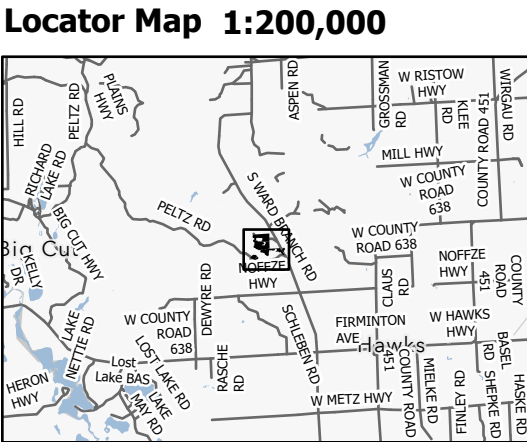 Locator Map 1:200,000
HILL RD
PELTZ RD
PLAINS
HWY
ASPEN RD
GROSSMAN
RD
W RISTOW
HWY
KLEE
RD
COUNTY ROAD 451
WIRGAU RD
RICHARD
LAKE RD
MILL HWY
W COUNTY
ROAD
638
S WARD BRANCH RD
PELTZ RD
BIG CUT HWY
Big Cut
KELLY
DR
W COUNTY
ROAD 638
NOFFZE
HWY
NOFFZE
HWY
COUNTY
ROAD
451
CLAUS
RD
DEWYRE RD
LAKE
NETTIE RD
W COUNTY
ROAD
638
SCHLEBEN RD
FIRMINTON
AVE
W HAWKS
HWY
Hawks
Lost
Lake BAS
LOST LAKE RD
LAKE
MAY RD
HERON
HWY
RASCHE
RD
W METZ HWY
451
COUNTY ROAD
MIELKE RD
FINLEY RD
BASEL
RD
SHEPKE RD
HASKE RD